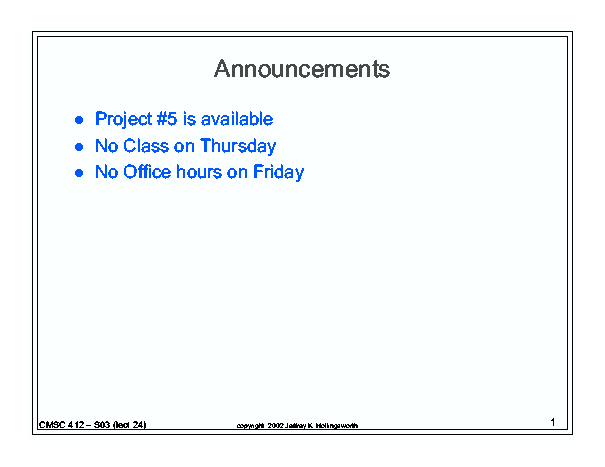 Announcements
● Project #5 is available
● No Class on Thursday
● No Office hours on Friday
CMSC 412 – S03 (lect 24)
copyright 2002 Jeffrey K. Hollingsworth
1